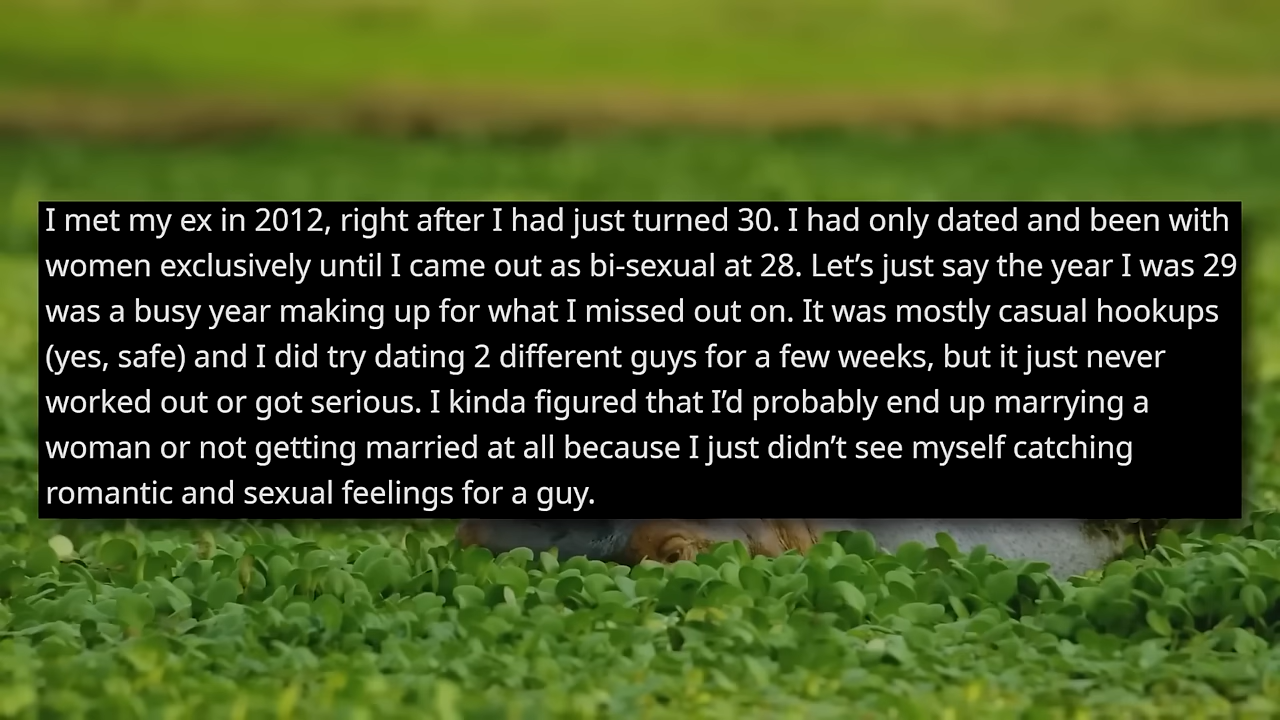 I met my ex in 2012, right after I had just turned 30. I had only dated and been with
women exclusively until I came out as bi-sexual at 28. Let’s just say the year I was 29
was a busy year making up for what I missed out on. It was mostly casual hookups
(yes, safe) and I did try dating 2 different guys for a few weeks, but it just never
worked out or got serious. I kinda figured that I’d probably end up marrying a
woman or not getting married at all because I just didn’t see myself catching
romantic and sexual feelings for a guy.